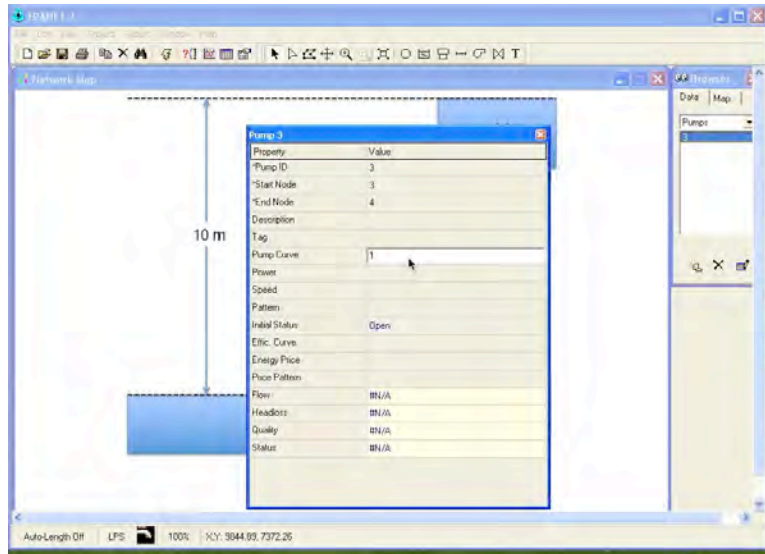 Network Map
Browser
Data Map
Pumps
3
Pump 3
Property Value
*Pump ID 3
*Start Node 3
*End Node 4
Description
Tag
Pump Curve 1
Power
Speed
Pattern
Initial Status Open
Effic. Curve
Energy Price
Price Pattern
Flow #N/A
Headloss #N/A
Quality #N/A
Status #N/A
10 m
Auto-Length Off LPS 100% X,Y: 9844.89, 7372.26